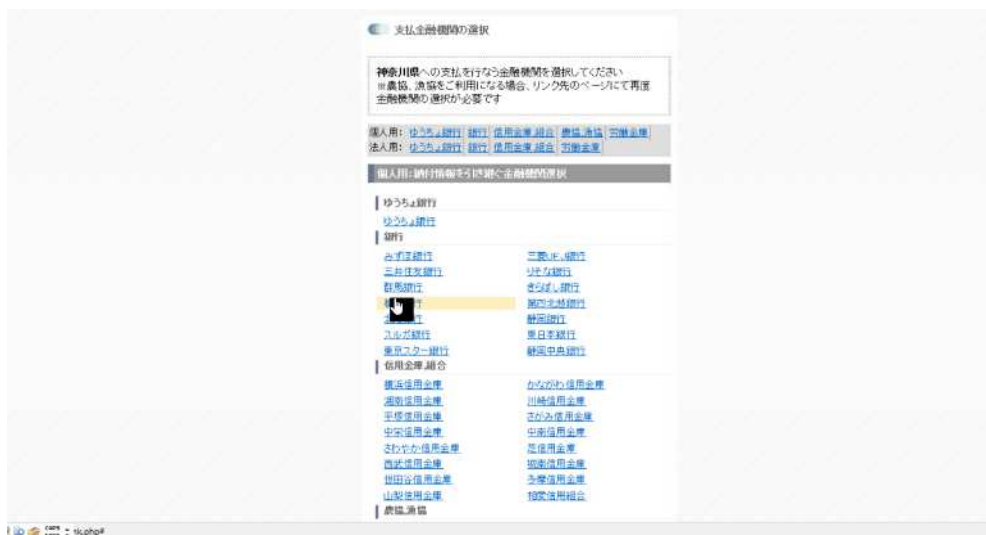 支払金融機関の選択
神奈川県への支払を行なう金融機関を選択してください
※農協、漁協をご利用になる場合、リンク先のページにて再度
金融機関の選択が必要です
個人用: ゆうちょ銀行 銀行 信用金庫,組合 農協,漁協 労働金庫
法人用: ゆうちょ銀行 銀行 信用金庫,組合 労働金庫
個人用:納付情報を引き継ぐ金融機関選択
ゆうちょ銀行
ゆうちょ銀行
銀行
みずほ銀行 三菱UFJ銀行
三井住友銀行 りそな銀行
群馬銀行 きらぼし銀行
行 第四北越銀行
銀行 静岡銀行
スルガ銀行 東日本銀行
東京スター銀行 静岡中央銀行
信用金庫,組合
横浜信用金庫 かながわ信用金庫
湘南信用金庫 川崎信用金庫
平塚信用金庫 さがみ信用金庫
中栄信用金庫 中南信用金庫
さわやか信用金庫 芝信用金庫
西武信用金庫 城南信用金庫
世田谷信用金庫 多摩信用金庫
山梨信用金庫 相愛信用組合
農協,漁協